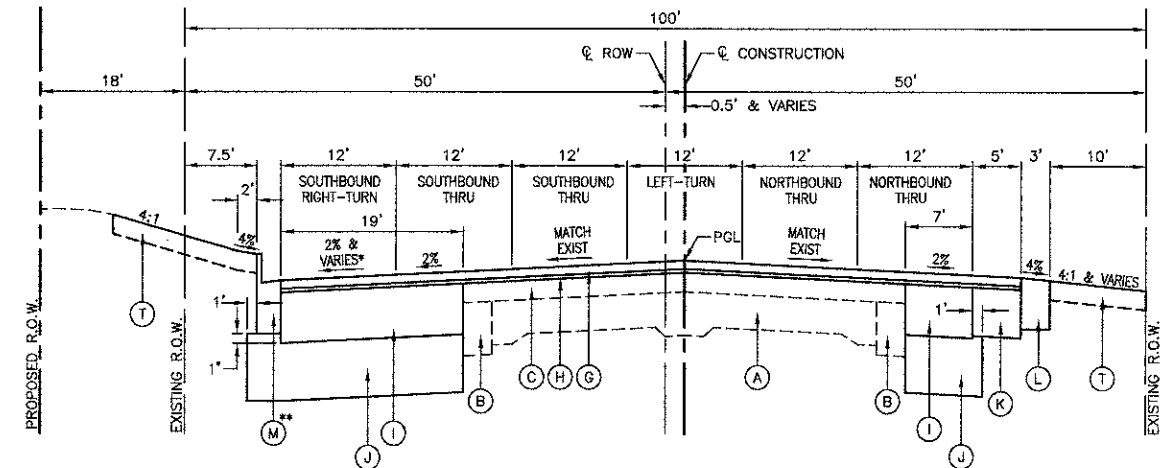 100'
℄ ROW
℄ CONSTRUCTION
18'
50'
50'
0.5' & VARIES
7.5'
12'
12'
12'
12'
12'
12'
5'
3'
10'
2'
SOUTHBOUND
RIGHT-TURN
SOUTHBOUND
THRU
SOUTHBOUND
THRU
LEFT-TURN
NORTHBOUND
THRU
NORTHBOUND
THRU
19'
7'
4:1
4%
2% &
VARIES*
2%
MATCH
EXIST
PGL
MATCH
EXIST
2%
4%
4:1 & VARIES
1'
1'
1"
T
M**
I
J
B
C
H
G
A
B
I
J
K
L
T
PROPOSED R.O.W.
EXISTING R.O.W.
EXISTING R.O.W.